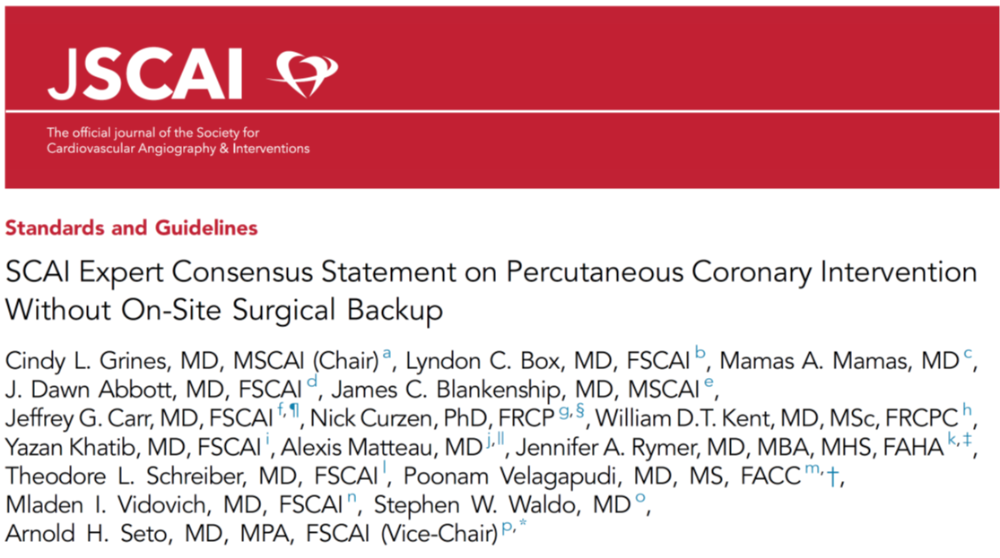 JSCAI
The official journal of the Society for
Cardiovascular Angiography & Interventions
Standards and Guidelines
SCAI Expert Consensus Statement on Percutaneous Coronary Intervention
Without On-Site Surgical Backup
Cindy L. Grines, MD, MSCAI (Chair) a, Lyndon C. Box, MD, FSCAI b, Mamas A. Mamas, MD c,
J. Dawn Abbott, MD, FSCAI d, James C. Blankenship, MD, MSCAI e,
Jeffrey G. Carr, MD, FSCAI f,¶, Nick Curzen, PhD, FRCP g,§, William D.T. Kent, MD, MSc, FRCPC h,
Yazan Khatib, MD, FSCAI i, Alexis Matteau, MD j,||, Jennifer A. Rymer, MD, MBA, MHS, FAHA k,‡,
Theodore L. Schreiber, MD, FSCAI l, Poonam Velagapudi, MD, MS, FACC m,†,
Mladen I. Vidovich, MD, FSCAI n, Stephen W. Waldo, MD o,
Arnold H. Seto, MD, MPA, FSCAI (Vice-Chair) p,*